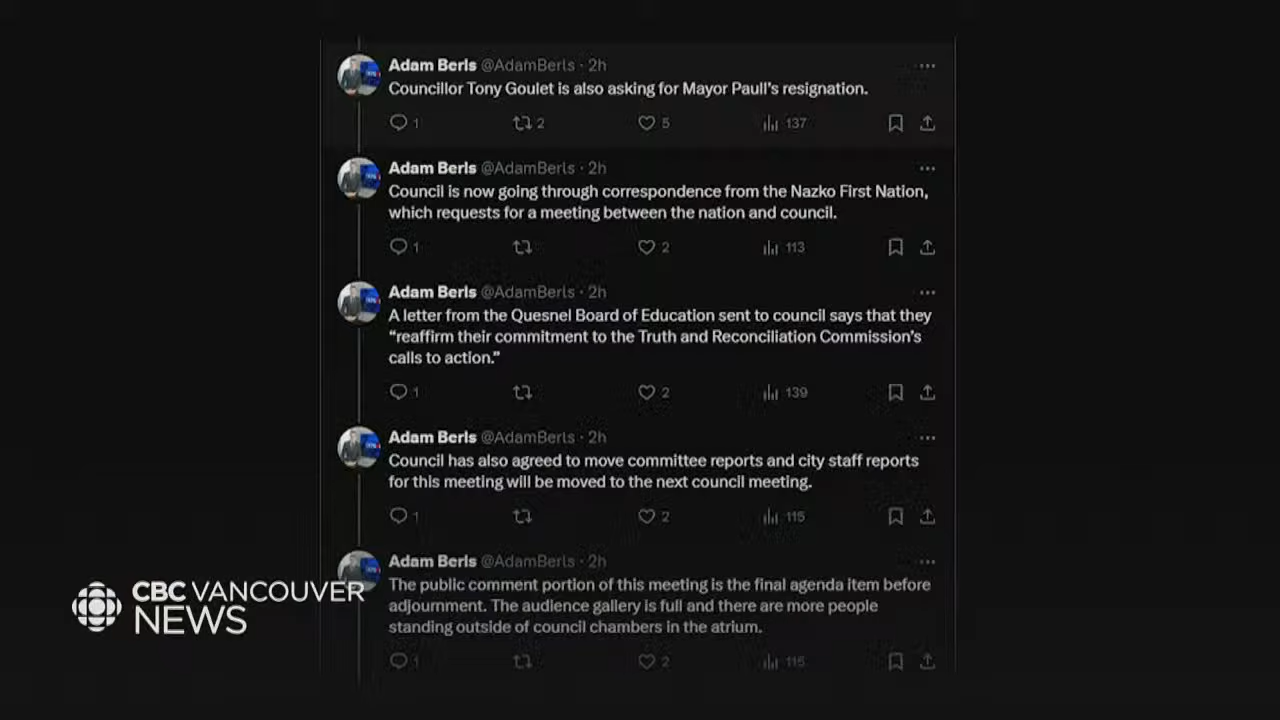 Adam Berls @AdamBerls · 2h
Councillor Tony Goulet is also asking for Mayor Paull's resignation.
1 2 5 137
Adam Berls @AdamBerls · 2h
Council is now going through correspondence from the Nazko First Nation,
which requests for a meeting between the nation and council.
1 2 113
Adam Berls @AdamBerls · 2h
A letter from the Quesnel Board of Education sent to council says that they
“reaffirm their commitment to the Truth and Reconciliation Commission’s
calls to action.”
1 2 139
Adam Berls @AdamBerls · 2h
Council has also agreed to move committee reports and city staff reports
for this meeting will be moved to the next council meeting.
1 2 115
Adam Berls @AdamBerls · 2h
The public comment portion of this meeting is the final agenda item before
adjournment. The audience gallery is full and there are more people
standing outside of council chambers in the atrium.
1 2 115
CBC VANCOUVER
NEWS